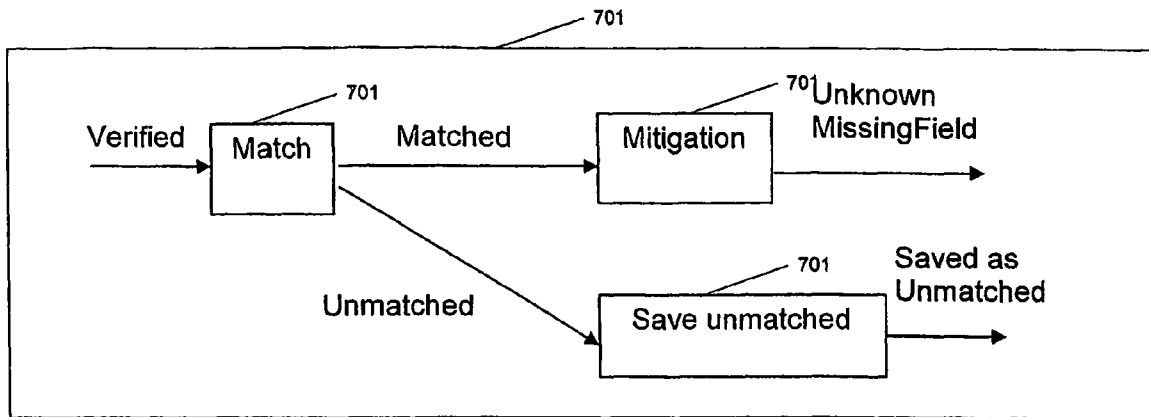 701
701
Verified
Match
Matched
701
Mitigation
Unknown
MissingField
Unmatched
701
Save unmatched
Saved as
Unmatched